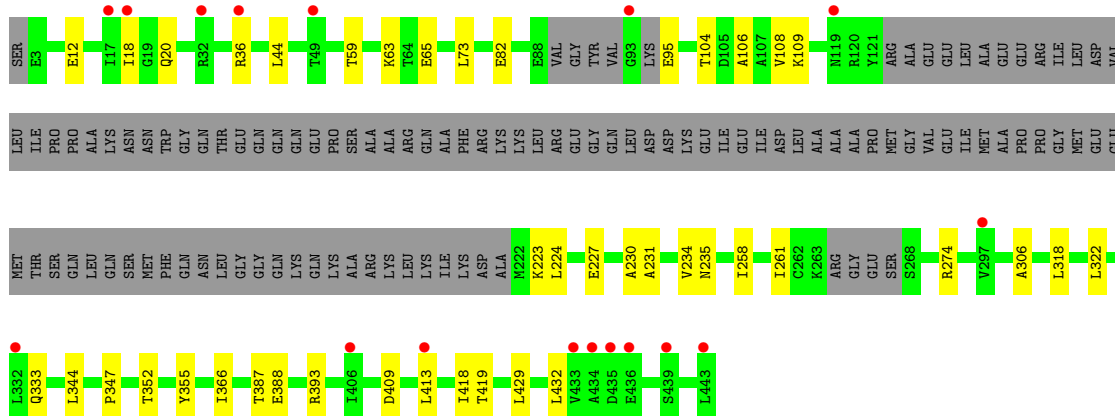 SER E3 E12 I17 I18 G19 Q20 R32 R36 L44 T49 T59 K63 T64 E65 L73 E82 E88 VAL GLY TYR VAL G93 LYS E95 T104 D105 A106 A107 V108 K109 N119 R120 Y121 ARG ALA GLU GLU LEU ALA GLU GLU ARG ILE LEU ASP VAL
LEU ILE PRO PRO ALA LYS ASN ASN TRP GLY GLN THR GLU GLN GLN GLN GLU PRO SER ALA ALA ARG GLN ALA PHE ARG LYS LYS LEU ARG GLU GLY GLN LEU ASP ASP LYS GLU ILE GLU ILE ASP LEU ALA ALA ALA PRO MET GLY VAL GLU ILE MET ALA PRO PRO GLY MET GLU GLU
MET THR SER GLN LEU GLN SER MET PHE GLN ASN LEU GLY GLY GLN LYS GLN LYS ALA ARG LYS LEU LYS ILE LYS ASP ALA M222 K223 L224 E227 A230 A231 V234 N235 I258 I261 C262 K263 ARG GLY GLU SER S268 R274 V297 A306 L318 L322
L332 Q333 L344 P347 T352 Y355 I366 T387 E388 R393 I406 D409 L413 I418 T419 L429 L432 V433 A434 D435 E436 S439 L443